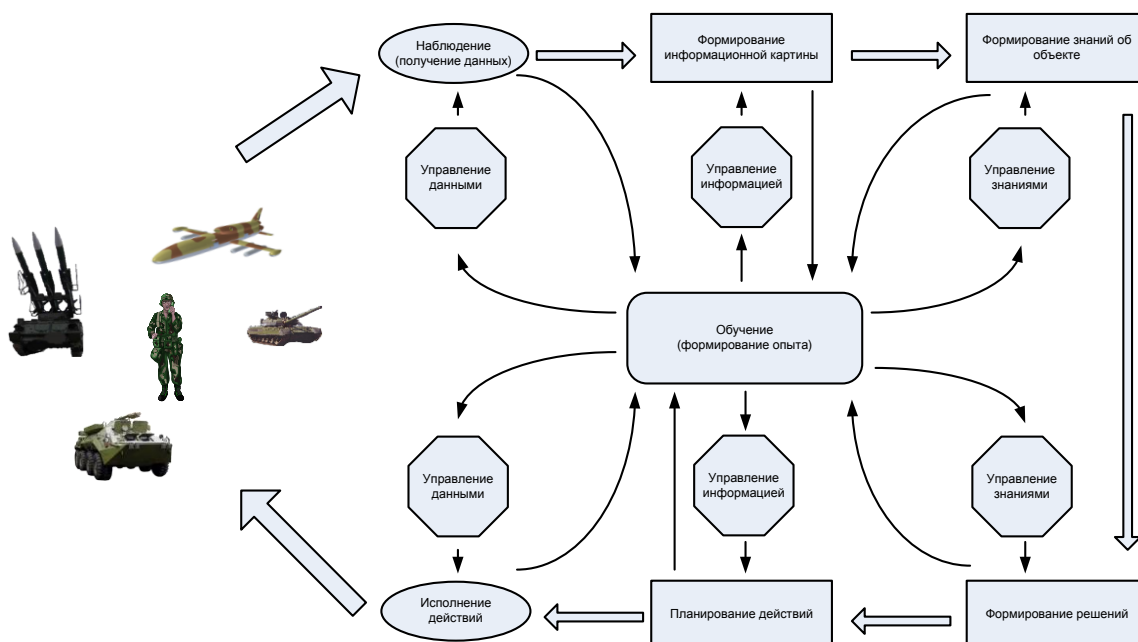 Наблюдение
(получение данных)
Формирование
информационной картины
Формирование знаний об
объекте
Управление
данными
Управление
информацией
Управление
знаниями
Обучение
(формирование опыта)
Управление
данными
Управление
информацией
Управление
знаниями
Исполнение
действий
Планирование действий
Формирование решений